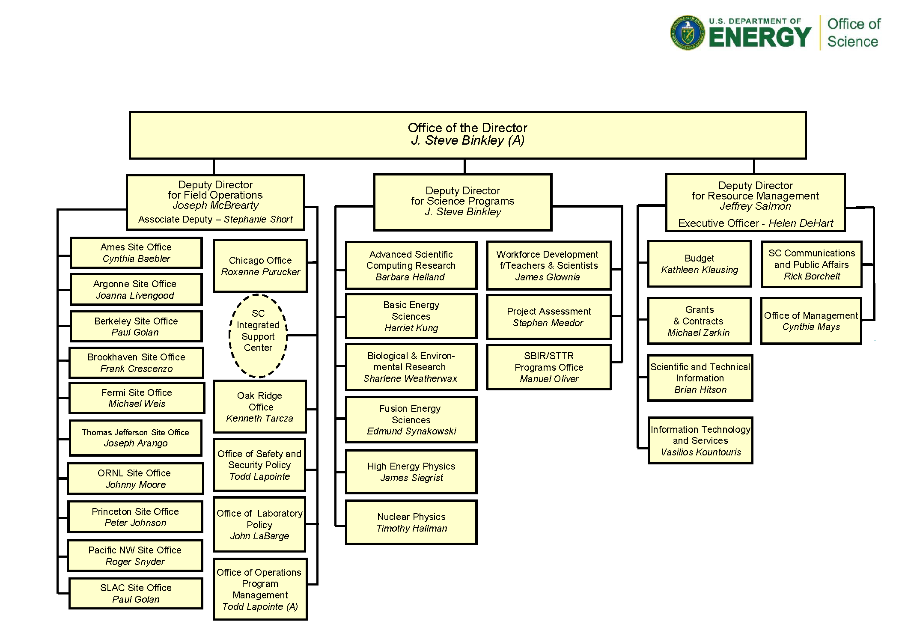 U.S. DEPARTMENT OF
ENERGY
Office of
Science
Office of the Director
J. Steve Binkley (A)
Deputy Director
for Field Operations
Joseph McBrearty
Associate Deputy – Stephanie Short
Ames Site Office
Cynthia Baebler
Argonne Site Office
Joanna Livengood
Berkeley Site Office
Paul Golan
Brookhaven Site Office
Frank Crescenzo
Fermi Site Office
Michael Weis
Thomas Jefferson Site Office
Joseph Arango
ORNL Site Office
Johnny Moore
Princeton Site Office
Peter Johnson
Pacific NW Site Office
Roger Snyder
SLAC Site Office
Paul Golan
Chicago Office
Roxanne Purucker
SC
Integrated
Support
Center
Oak Ridge
Office
Kenneth Tarcza
Office of Safety and
Security Policy
Todd Lapointe
Office of Laboratory
Policy
John LaBarge
Office of Operations
Program
Management
Todd Lapointe (A)
Deputy Director
for Science Programs
J. Steve Binkley
Advanced Scientific
Computing Research
Barbara Helland
Basic Energy
Sciences
Harriet Kung
Biological & Environ-
mental Research
Sharlene Weatherwax
Fusion Energy
Sciences
Edmund Synakowski
High Energy Physics
James Siegrist
Nuclear Physics
Timothy Hallman
Workforce Development
f/Teachers & Scientists
James Glownia
Project Assessment
Stephen Meador
SBIR/STTR
Programs Office
Manuel Oliver
Deputy Director
for Resource Management
Jeffrey Salmon
Executive Officer - Helen DeHart
Budget
Kathleen Klausing
Grants
& Contracts
Michael Zarkin
Scientific and Technical
Information
Brian Hitson
Information Technology
and Services
Vasilios Kountouris
SC Communications
and Public Affairs
Rick Borchelt
Office of Management
Cynthia Mays